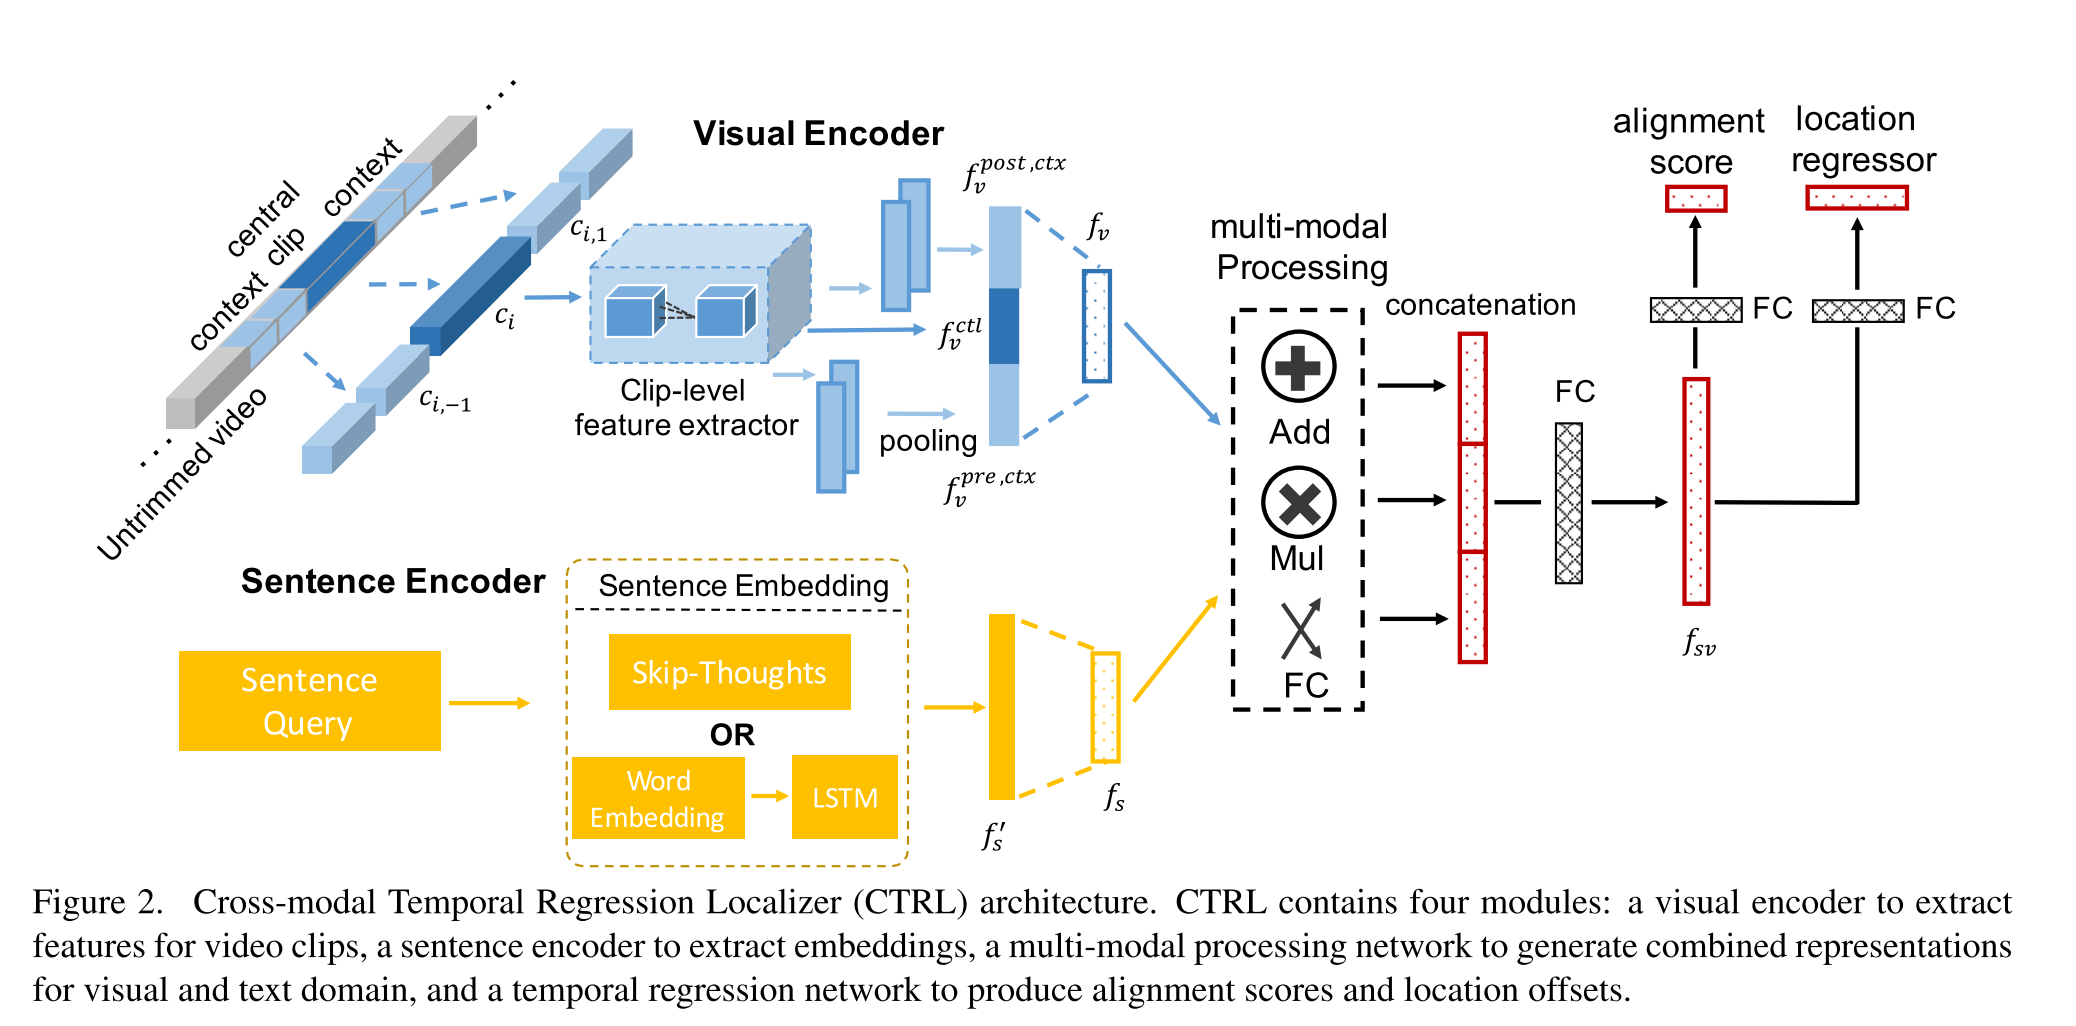 Visual Encoder
central
clip
context
context
Untrimmed video
c_{i,1}
c_i
c_{i,-1}
Clip-level
feature extractor
pooling
f_v^{post,ctx}
f_v^{ctl}
f_v^{pre,ctx}
f_v
Sentence Encoder
Sentence
Query
Sentence Embedding
Skip-Thoughts
OR
Word
Embedding
LSTM
f_s'
f_s
multi-modal
Processing
Add
Mul
FC
concatenation
FC
f_{sv}
alignment
score
FC
location
regressor
FC
Figure 2. Cross-modal Temporal Regression Localizer (CTRL) architecture. CTRL contains four modules: a visual encoder to extract
features for video clips, a sentence encoder to extract embeddings, a multi-modal processing network to generate combined representations
for visual and text domain, and a temporal regression network to produce alignment scores and location offsets.